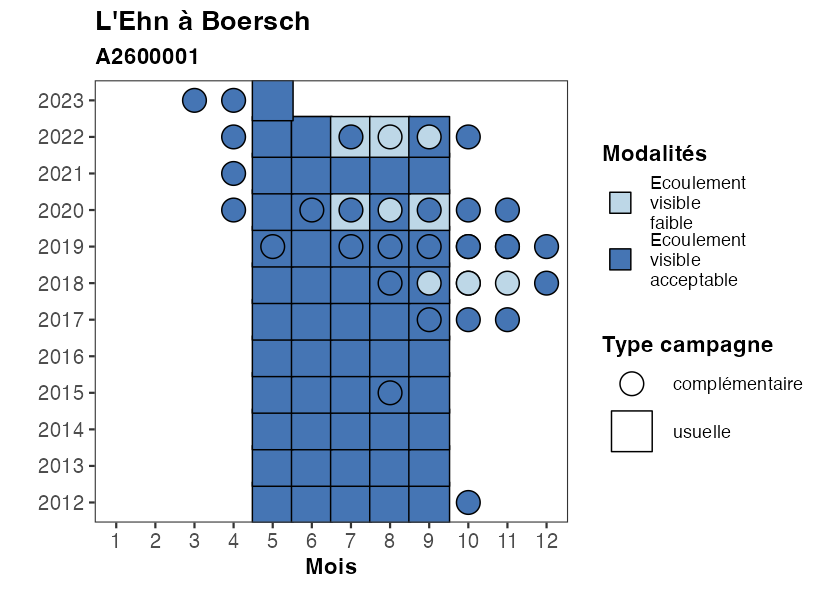 L'Ehn à Boersch
A2600001
2023
2022
2021
2020
2019
2018
2017
2016
2015
2014
2013
2012
1 2 3 4 5 6 7 8 9 10 11 12
Mois
Modalités
Ecoulement
visible
faible
Ecoulement
visible
acceptable
Type campagne
complémentaire
usuelle